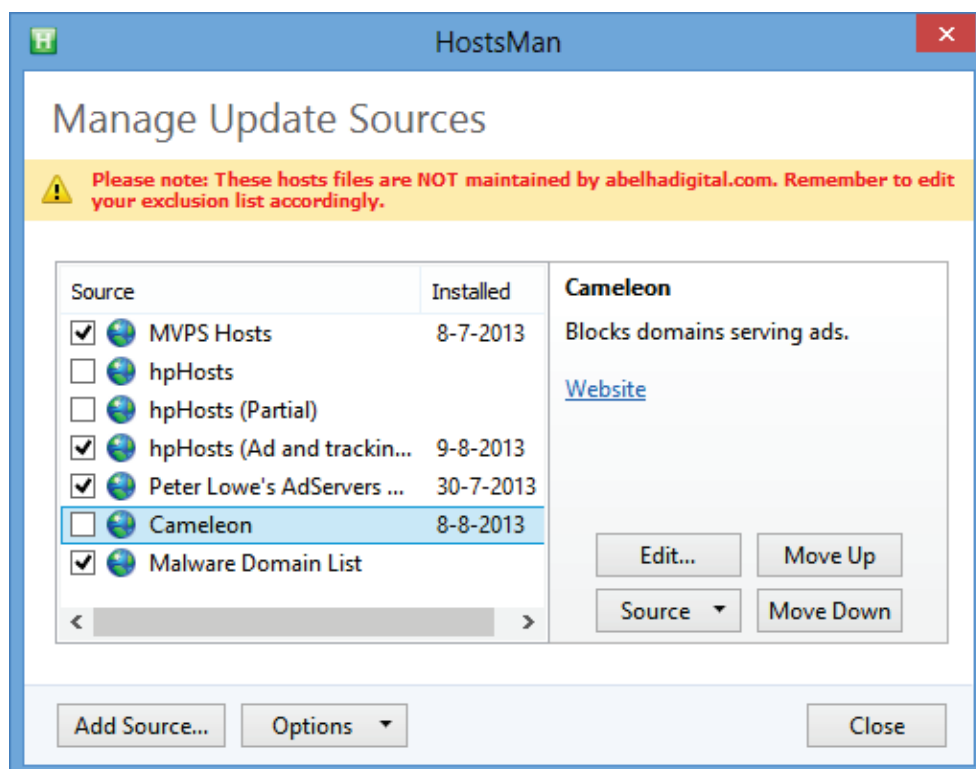 HostsMan
Manage Update Sources
Please note: These hosts files are NOT maintained by abelhadigital.com. Remember to edit
your exclusion list accordingly.
Source Installed
MVPS Hosts 8-7-2013
hpHosts
hpHosts (Partial)
hpHosts (Ad and trackin... 9-8-2013
Peter Lowe's AdServers ... 30-7-2013
Cameleon 8-8-2013
Malware Domain List
Cameleon
Blocks domains serving ads.
Website
Edit... Move Up
Source Move Down
Add Source... Options Close